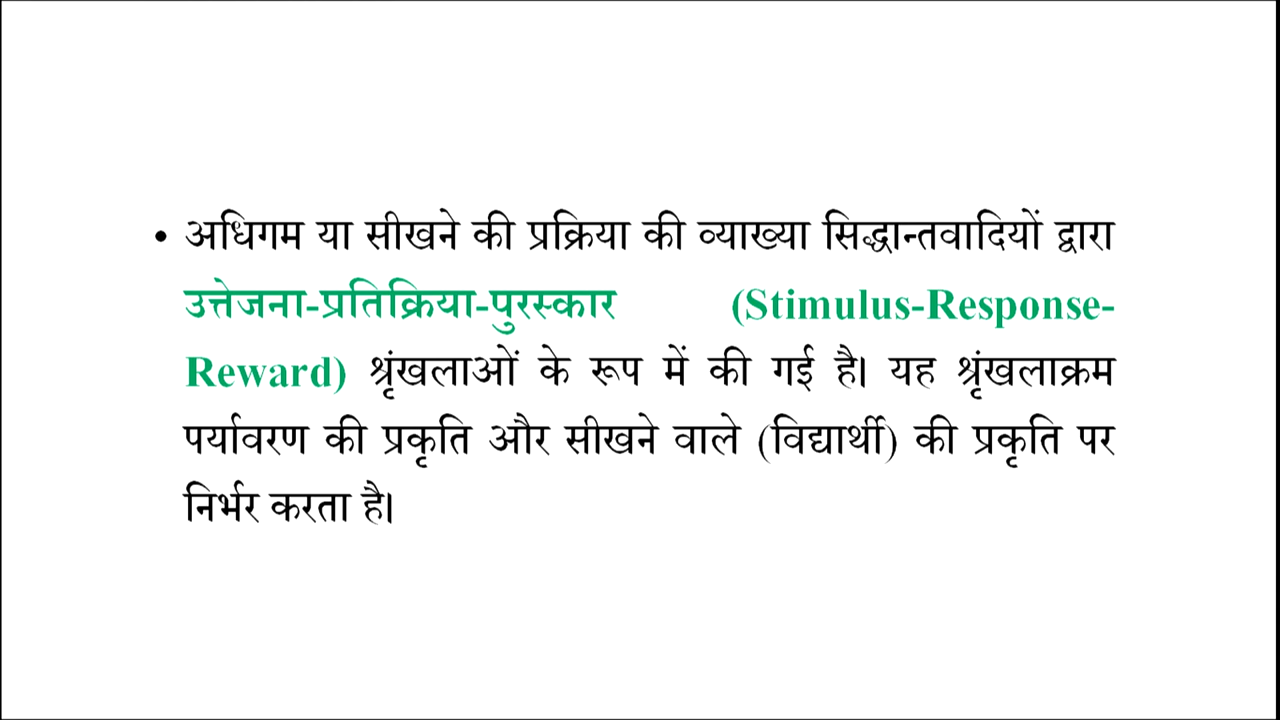 • अधिगम या सीखने की प्रक्रिया की व्याख्या सिद्धान्तवादियों द्वारा
उत्तेजना-प्रतिक्रिया-पुरस्कार (Stimulus-Response-
Reward) श्रृंखलाओं के रूप में की गई है। यह श्रृंखलाक्रम
पर्यावरण की प्रकृति और सीखने वाले (विद्यार्थी) की प्रकृति पर
निर्भर करता है।